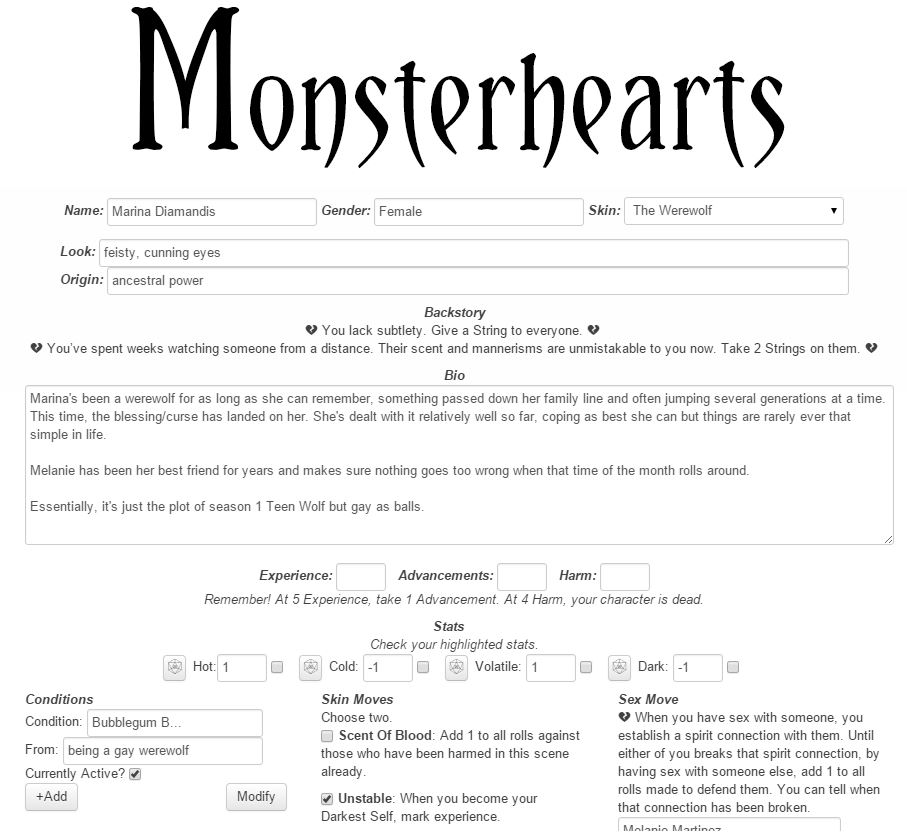 Monsterhearts
Name: Marina Diamandis Gender: Female Skin: The Werewolf
Look: feisty, cunning eyes
Origin: ancestral power
Backstory
You lack subtlety. Give a String to everyone.
You've spent weeks watching someone from a distance. Their scent and mannerisms are unmistakable to you now. Take 2 Strings on them.
Bio
Marina's been a werewolf for as long as she can remember, something passed down her family line and often jumping several generations at a time.
This time, the blessing/curse has landed on her. She's dealt with it relatively well so far, coping as best she can but things are rarely ever that
simple in life.
Melanie has been her best friend for years and makes sure nothing goes too wrong when that time of the month rolls around.
Essentially, it's just the plot of season 1 Teen Wolf but gay as balls.
Experience: Advancements: Harm:
Remember! At 5 Experience, take 1 Advancement. At 4 Harm, your character is dead.
Stats
Check your highlighted stats.
Hot: 1 Cold: -1 Volatile: 1 Dark: -1
Conditions
Condition: Bubblegum B...
From: being a gay werewolf
Currently Active?
+Add Modify
Skin Moves
Choose two.
Scent Of Blood: Add 1 to all rolls against
those who have been harmed in this scene
already.
Unstable: When you become your
Darkest Self, mark experience.
Sex Move
When you have sex with someone, you
establish a spirit connection with them. Until
either of you breaks that spirit connection, by
having sex with someone else, add 1 to all
rolls made to defend them. You can tell when
that connection has been broken.
Melanie Martinez